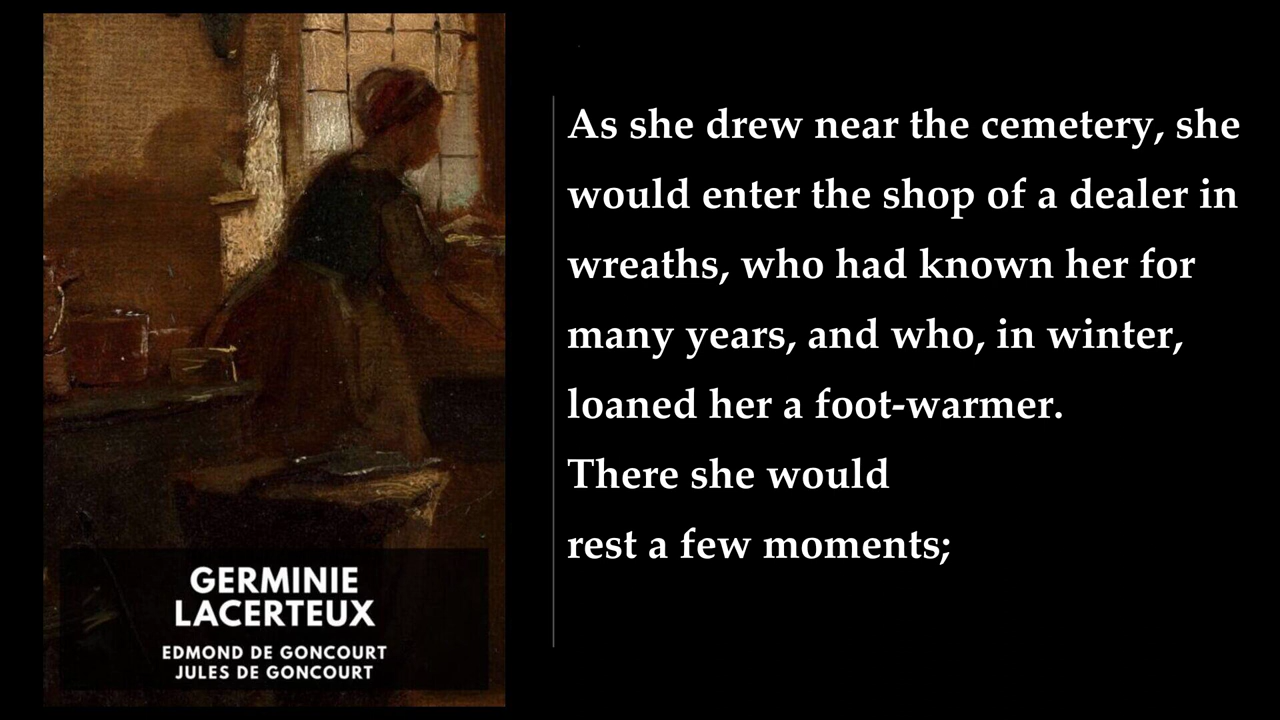 As she drew near the cemetery, she
would enter the shop of a dealer in
wreaths, who had known her for
many years, and who, in winter,
loaned her a foot-warmer.
There she would
rest a few moments;
GERMINIE
LACERTEUX
EDMOND DE GONCOURT
JULES DE GONCOURT